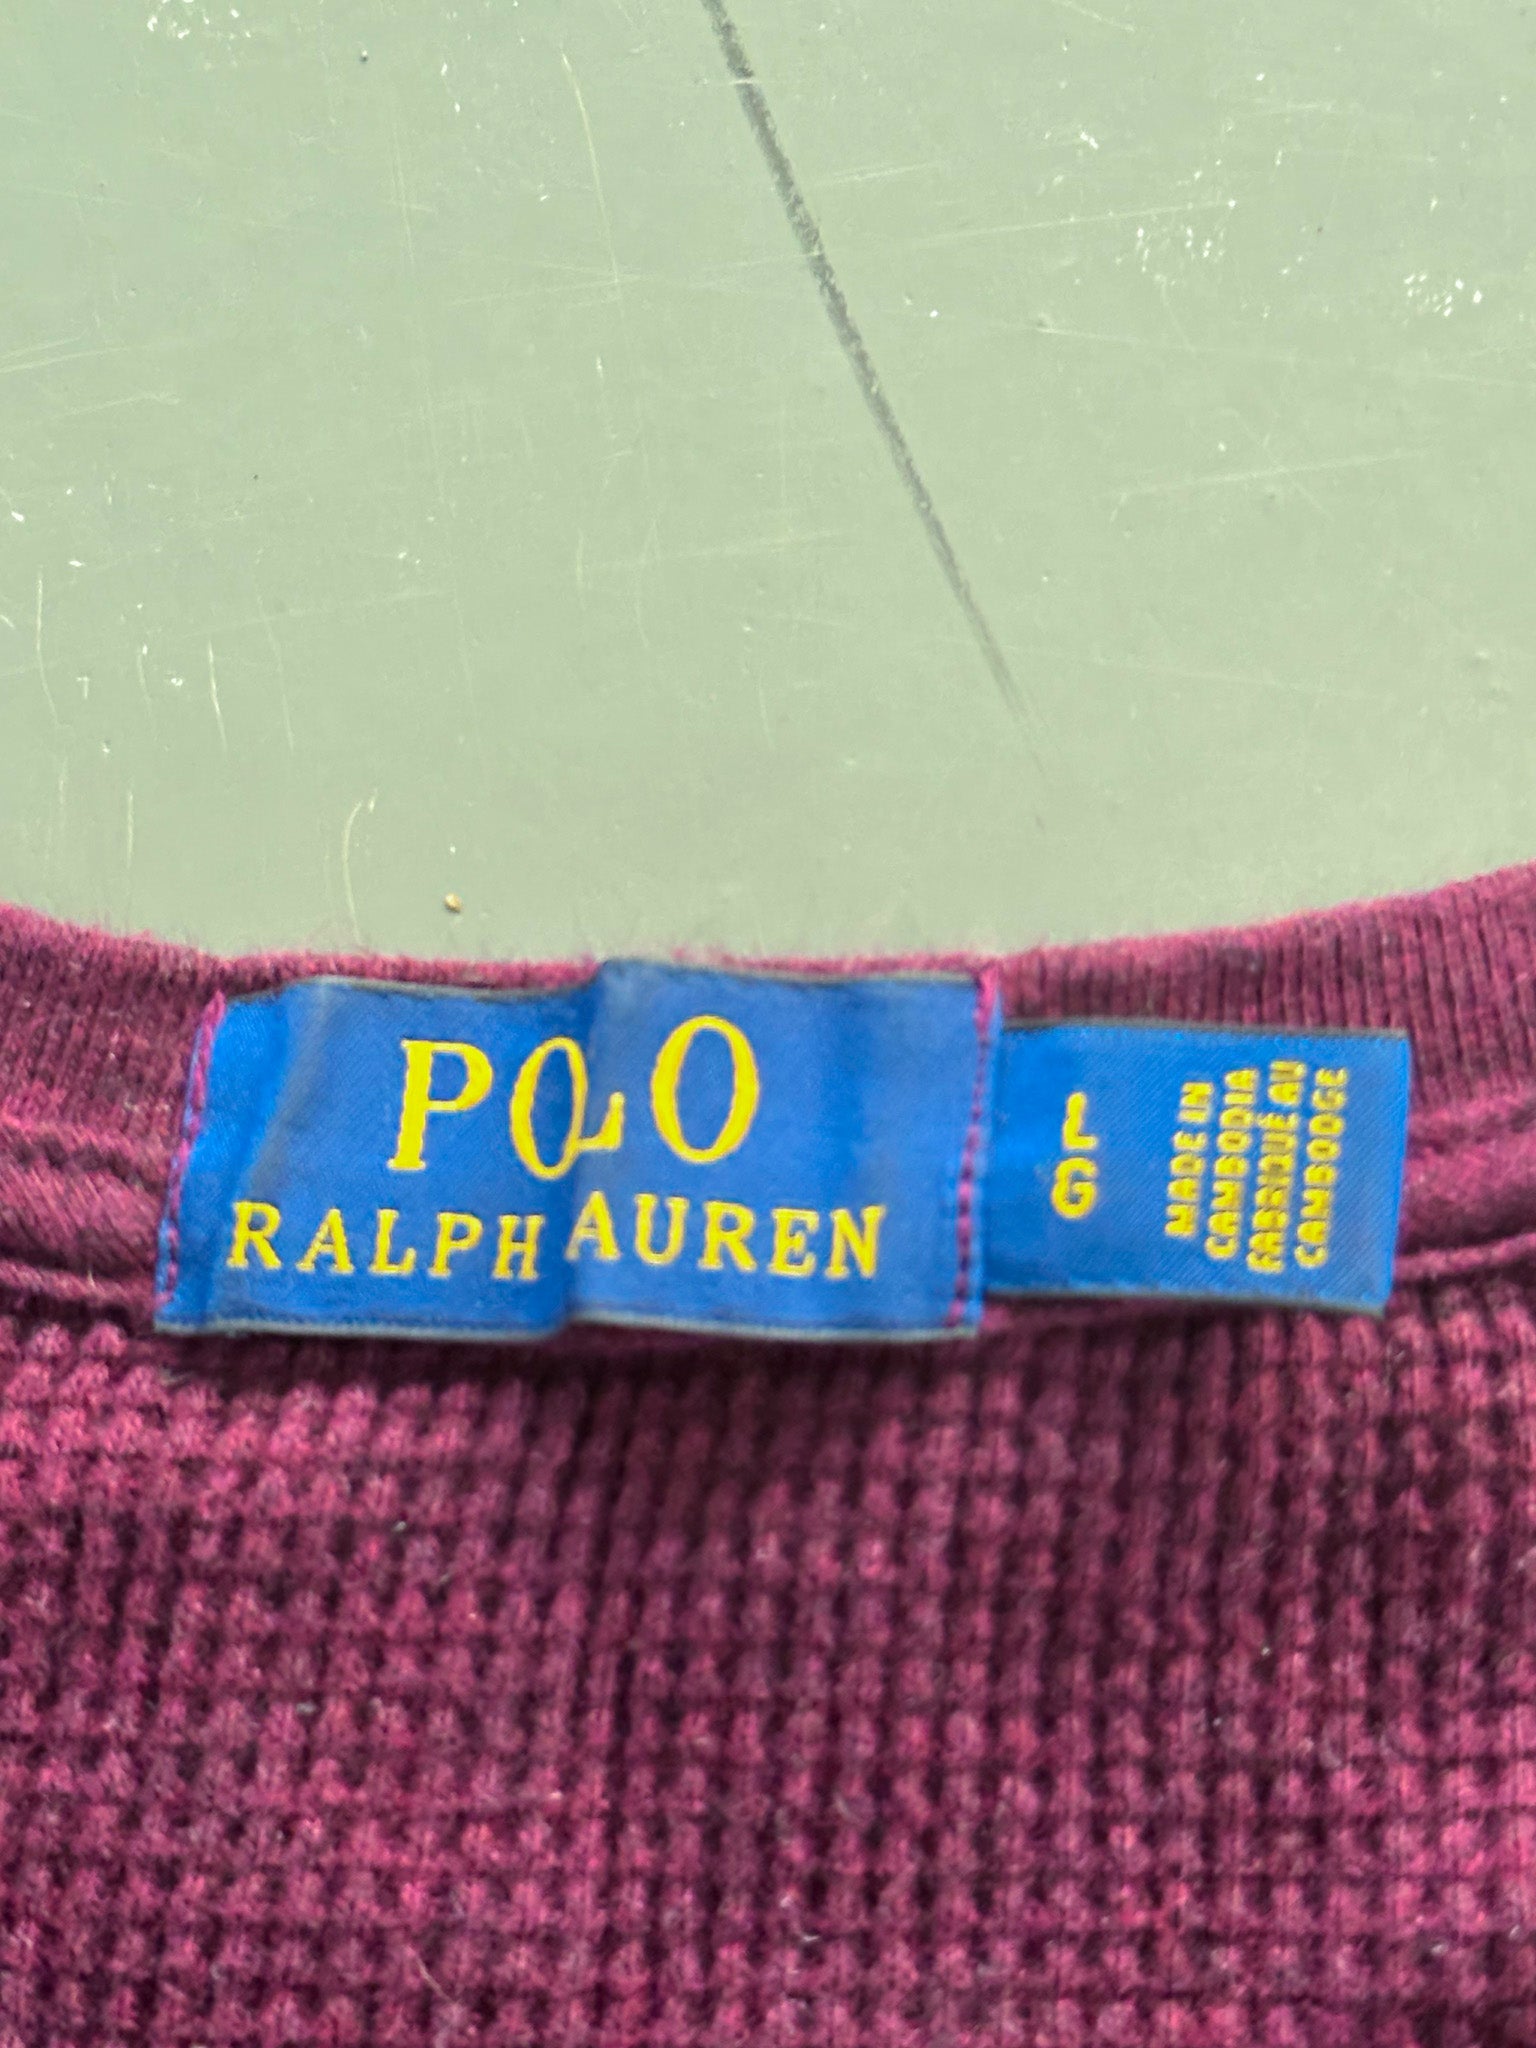 POLO
RALPH LAUREN
L
G
MADE IN
CAMBODIA
FABRIQUÉ AU
CAMBODGE